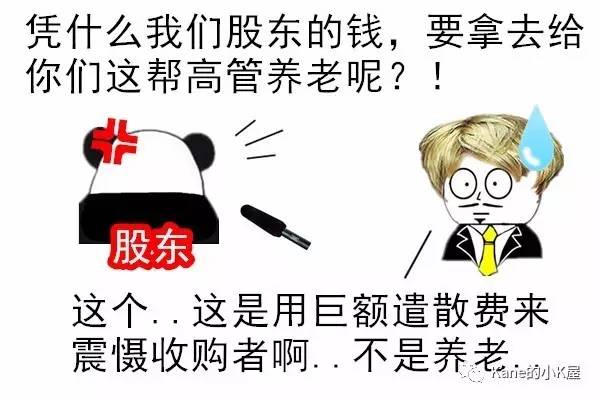 凭什么我们股东的钱，要拿去给
你们这帮高管养老呢？！
股东
这个..这是用巨额遣散费来
震慑收购者啊..不是养老..
Kane的小K屋